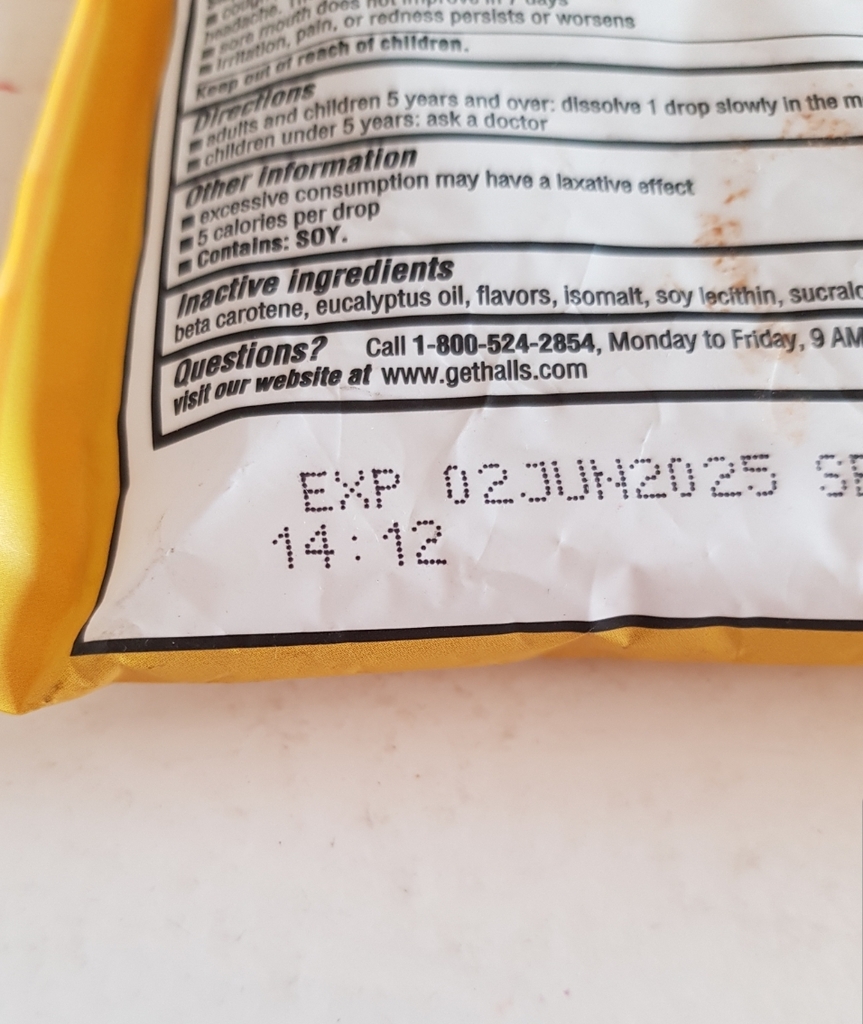 headache.
■ sore mouth does not improve in 7 days
■ irritation, pain, or redness persists or worsens
Keep out of reach of children.
Directions
■ adults and children 5 years and over: dissolve 1 drop slowly in the
■ children under 5 years: ask a doctor
Other information
■ excessive consumption may have a laxative effect
■ 5 calories per drop
■ Contains: SOY.
Inactive ingredients
beta carotene, eucalyptus oil, flavors, isomalt, soy lecithin,
Questions? Call 1-800-524-2854, Monday to Friday, 9 AM
visit our website at www.gethalls.com
EXP 02JUN2025
14:12